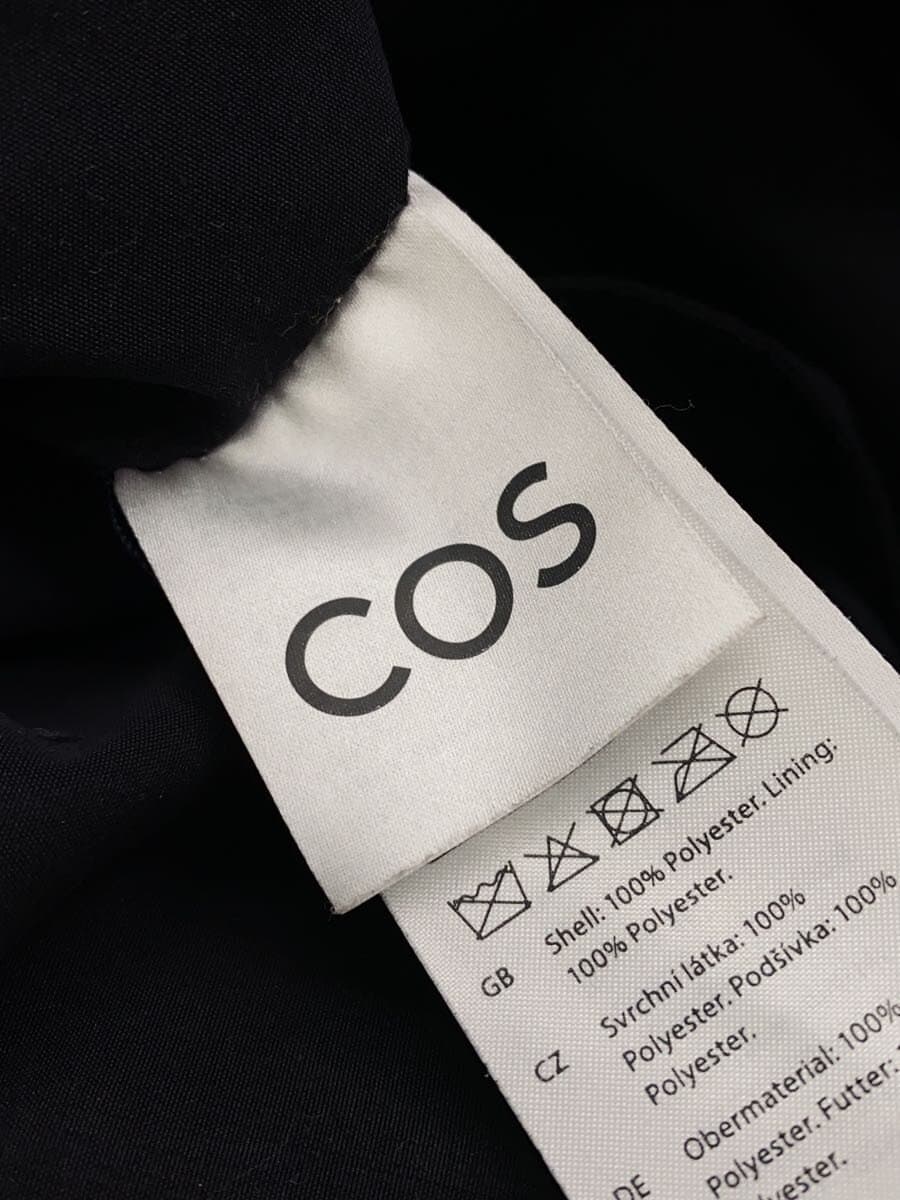 COS
GB Shell: 100% Polyester. Lining:
100% Polyester.
CZ Svrchní látka: 100%
Polyester. Podšívka: 100%
Polyester.
DE Obermaterial: 100%
Polyester. Futter: